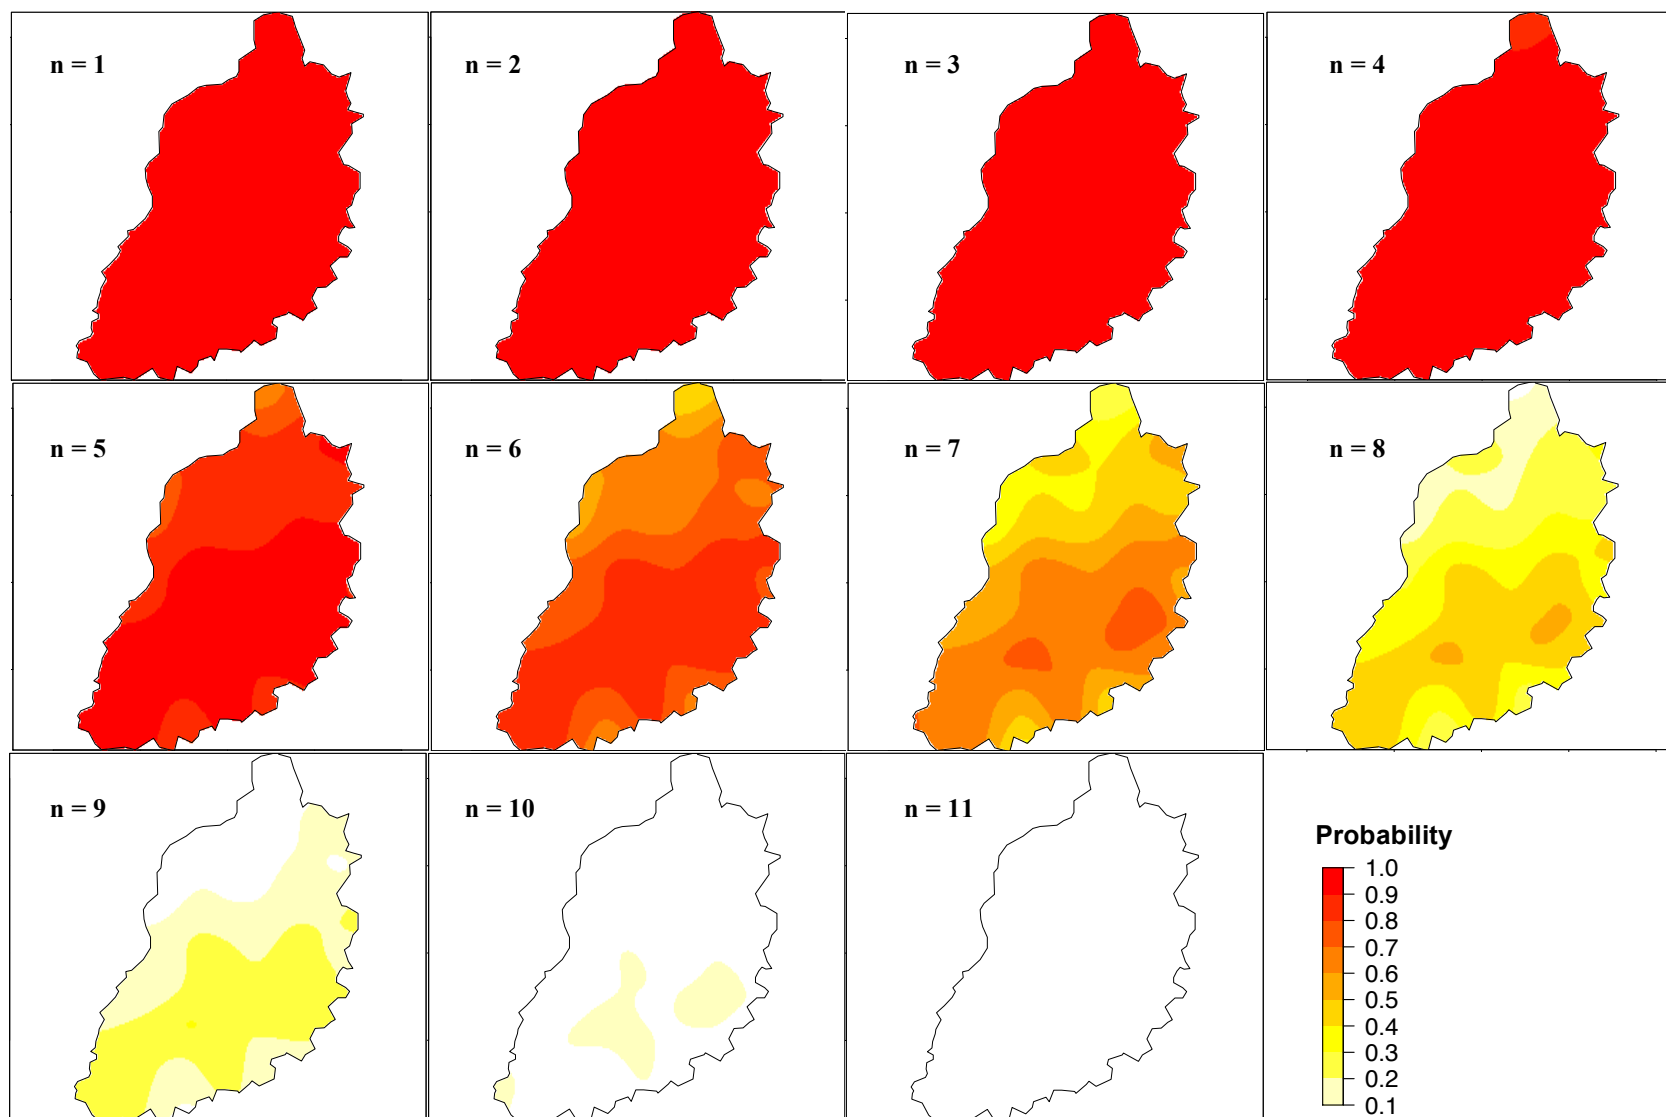 n = 1
n = 2
n = 3
n = 4
n = 5
n = 6
n = 7
n = 8
n = 9
n = 10
n = 11
Probability
1.0
0.9
0.8
0.7
0.6
0.5
0.4
0.3
0.2
0.1